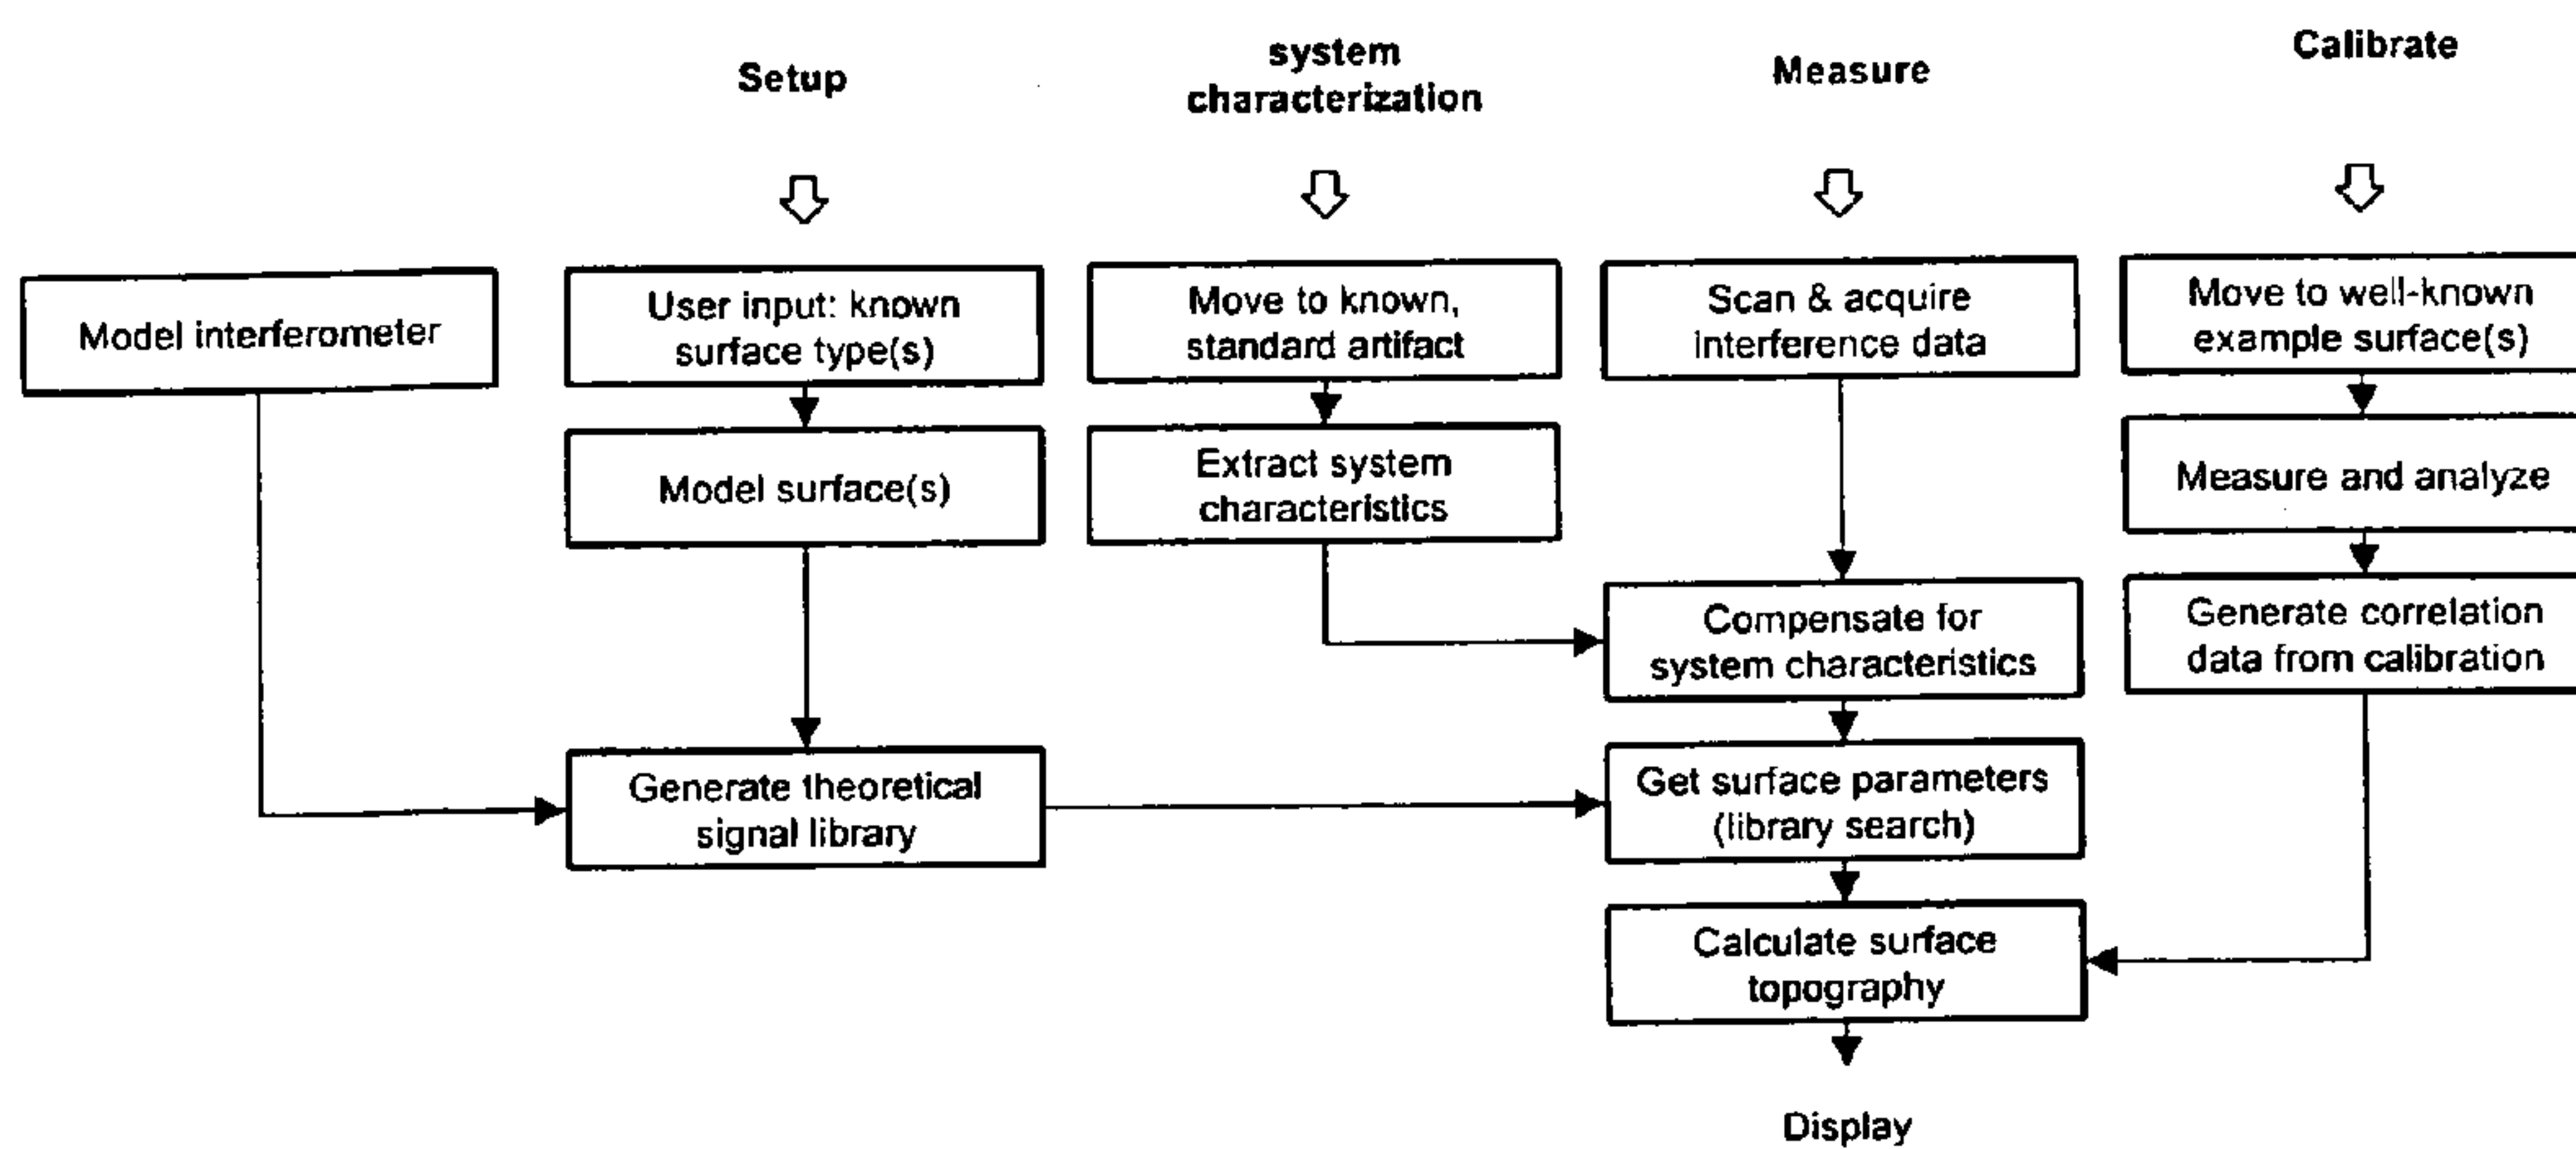 Setup
system
characterization
Measure
Calibrate
Model interferometer
User input: known
surface type(s)
Move to known,
standard artifact
Scan & acquire
interference data
Move to well-known
example surface(s)
Model surface(s)
Extract system
characteristics
Measure and analyze
Compensate for
system characteristics
Generate correlation
data from calibration
Generate theoretical
signal library
Get surface parameters
(library search)
Calculate surface
topography
Display